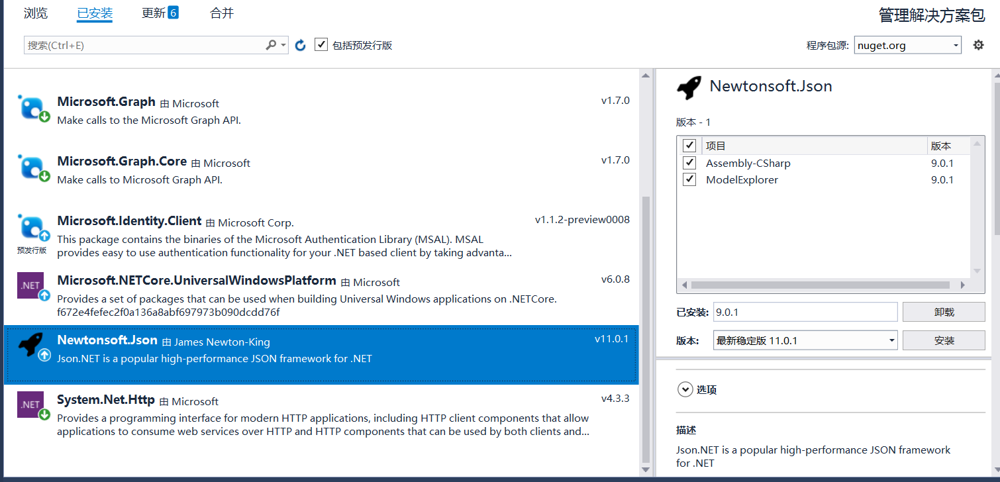 浏览 已安装 更新 6 合并
管理解决方案包
搜索(Ctrl+E)
包括预发行版
程序包源: nuget.org
Microsoft.Graph 由 Microsoft v1.7.0
Make calls to the Microsoft Graph API.
Microsoft.Graph.Core 由 Microsoft v1.7.0
Make calls to Microsoft Graph API.
Microsoft.Identity.Client 由 Microsoft Corp. v1.1.2-preview0008
This package contains the binaries of the Microsoft Authentication Library (MSAL). MSAL
provides easy to use authentication functionality for your .NET based client by taking advanta...
预发行版
.NET
Microsoft.NETCore.UniversalWindowsPlatform 由 Microsoft v6.0.8
Provides a set of packages that can be used when building Universal Windows applications on .NETCore.
f672e4fefec2f0a136a8abf697973b090dcdd76f
Newtonsoft.Json 由 James Newton-King v11.0.1
Json.NET is a popular high-performance JSON framework for .NET
.NET
System.Net.Http 由 Microsoft v4.3.3
Provides a programming interface for modern HTTP applications, including HTTP client components that allow
applications to consume web services over HTTP and HTTP components that can be used by both clients and...
Newtonsoft.Json
版本 - 1
项目 版本
Assembly-CSharp 9.0.1
ModelExplorer 9.0.1
已安装: 9.0.1 卸载
版本: 最新稳定版 11.0.1 安装
选项
描述
Json.NET is a popular high-performance JSON framework
for .NET